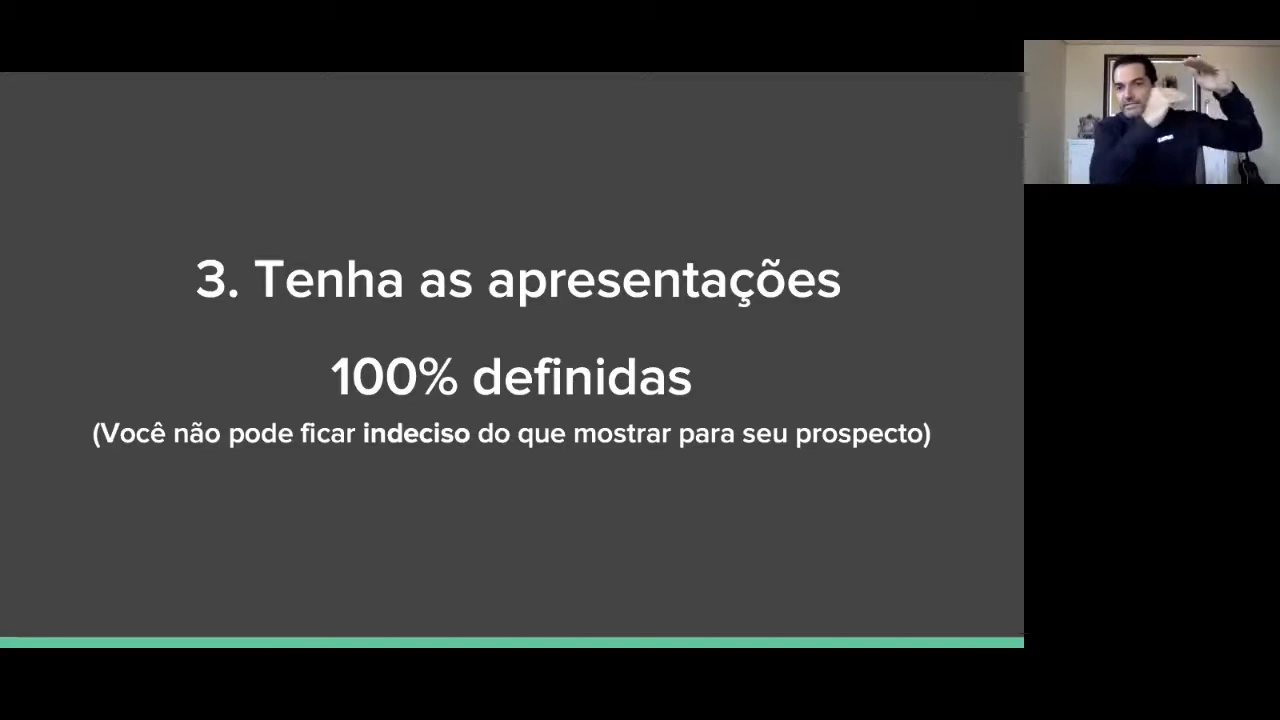 3. Tenha as apresentações
100% definidas
(Você não pode ficar indeciso do que mostrar para seu prospecto)